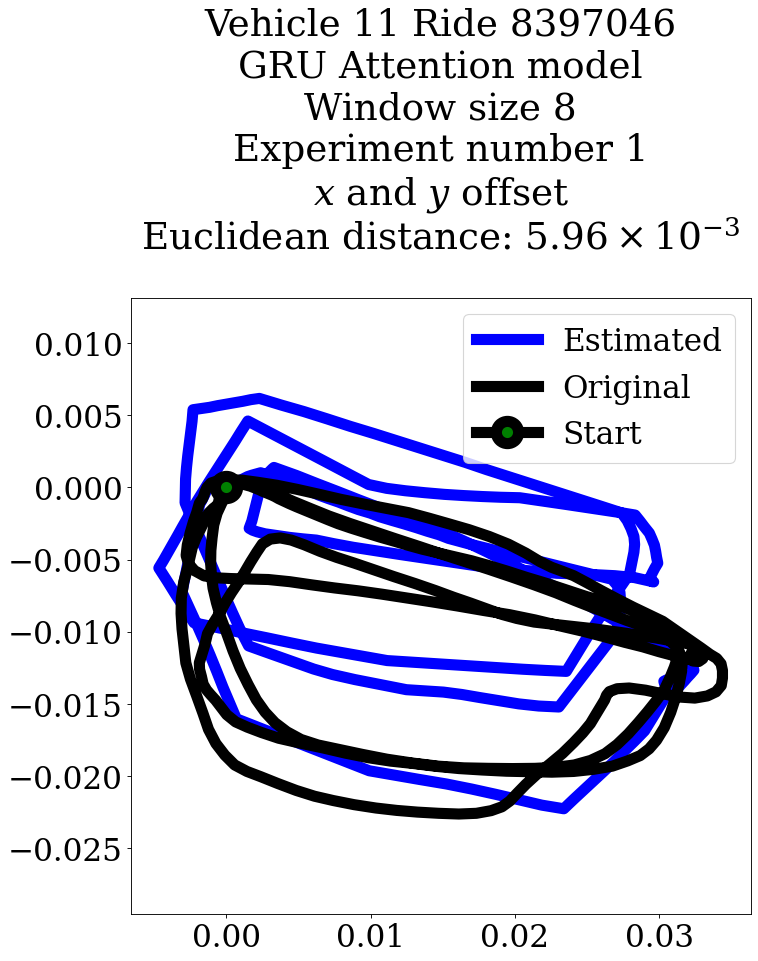 Vehicle 11 Ride 8397046
GRU Attention model
Window size 8
Experiment number 1
x and y offset
Euclidean distance: 5.96 × 10⁻³
Estimated
Original
Start
0.010
0.005
0.000
−0.005
−0.010
−0.015
−0.020
−0.025
0.00 0.01 0.02 0.03